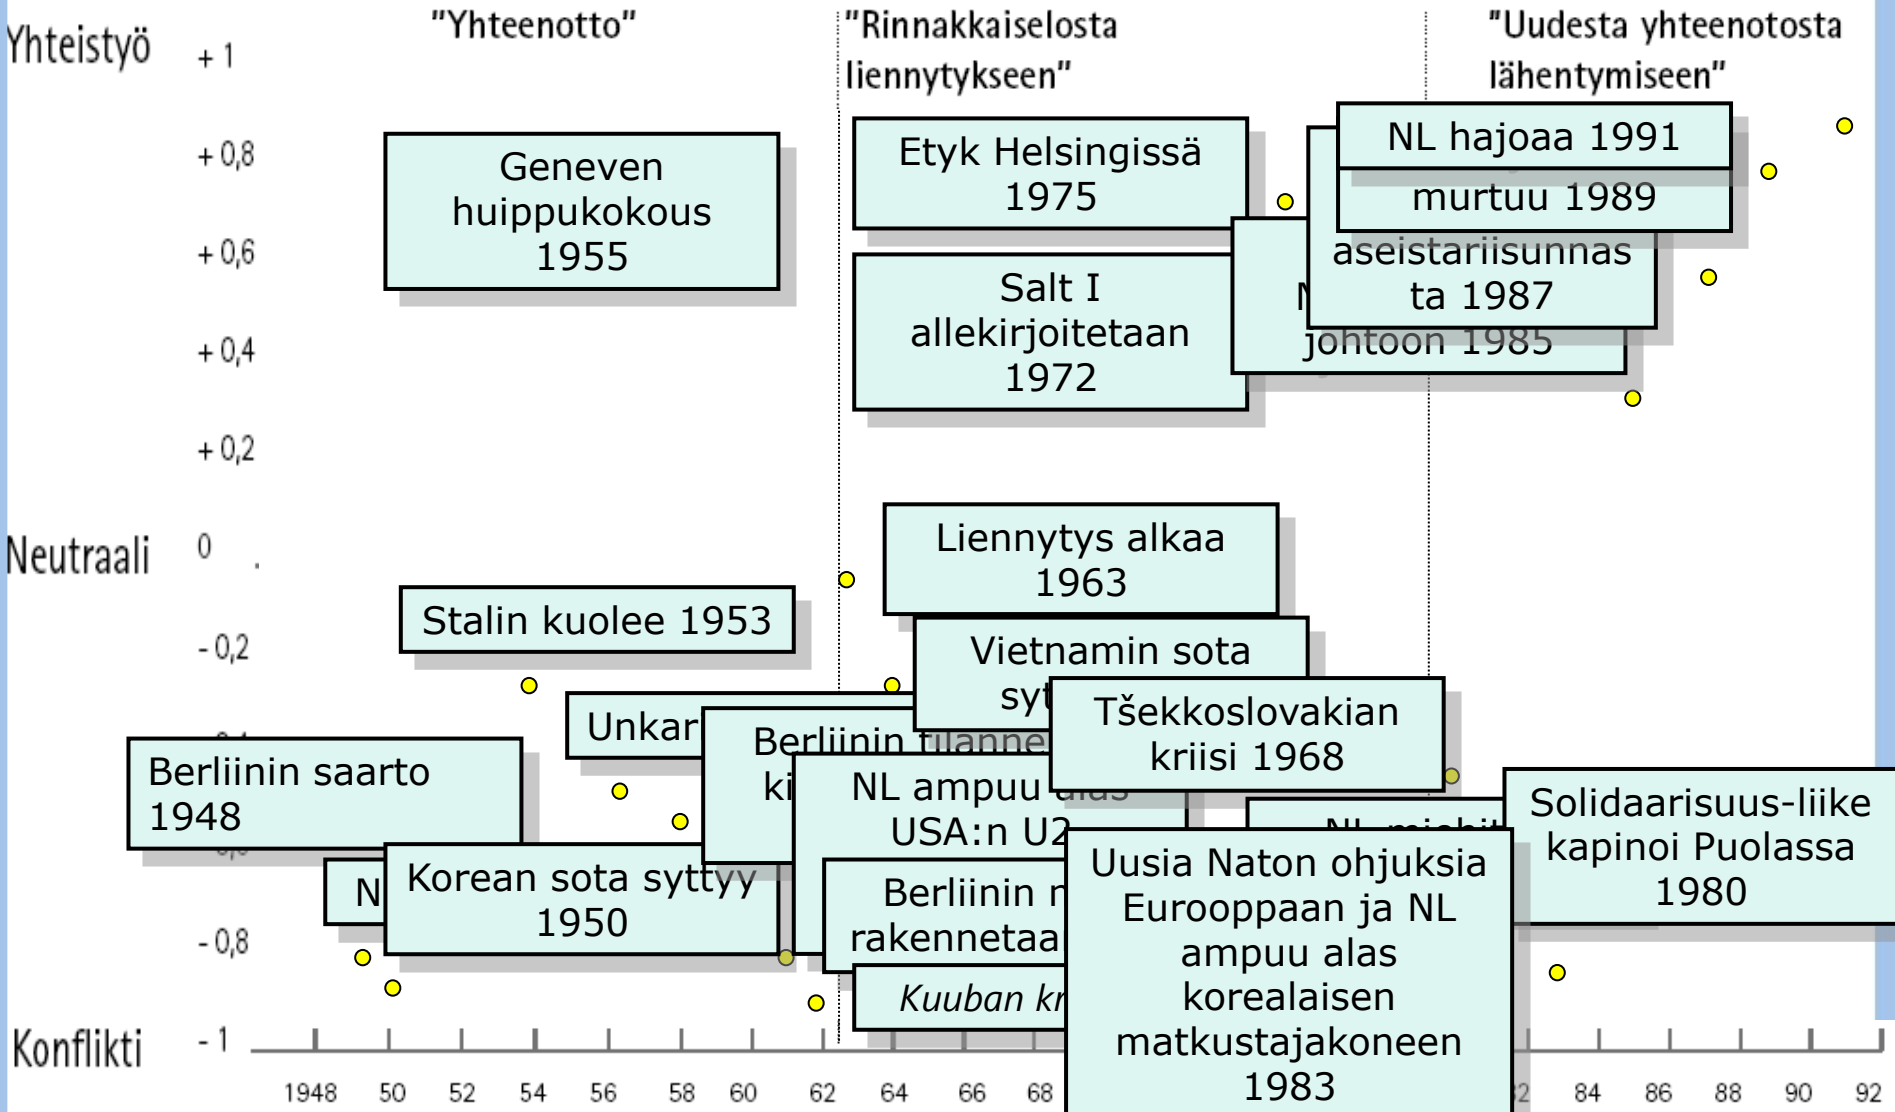 "Yhteenotto"
"Rinnakkaiselosta
liennytykseen"
"Uudesta yhteenotosta
lähentymiseen"
Yhteistyö
+ 1
+ 0,8
+ 0,6
+ 0,4
+ 0,2
Neutraali
0
- 0,2
- 0,8
Konflikti
- 1
Geneven
huippukokous
1955
Etyk Helsingissä
1975
Salt I
allekirjoitetaan
1972
NL hajoaa 1991
murtuu 1989
aseistariisunnas
ta 1987
johtoon 1985
Liennytys alkaa
1963
Stalin kuolee 1953
Vietnamin sota
Tšekkoslovakian
kriisi 1968
Berliinin
NL ampuu alas
USA:n U2
Berliinin saarto
1948
Korean sota syttyy
1950
Berliinin
Kuuban
Solidaarisuus-liike
kapinoi Puolassa
1980
Uusia Naton ohjuksia
Eurooppaan ja NL
ampuu alas
korealaisen
matkustajakoneen
1983
1948 50 52 54 56 58 60 62 64 66 68 84 86 88 90 92